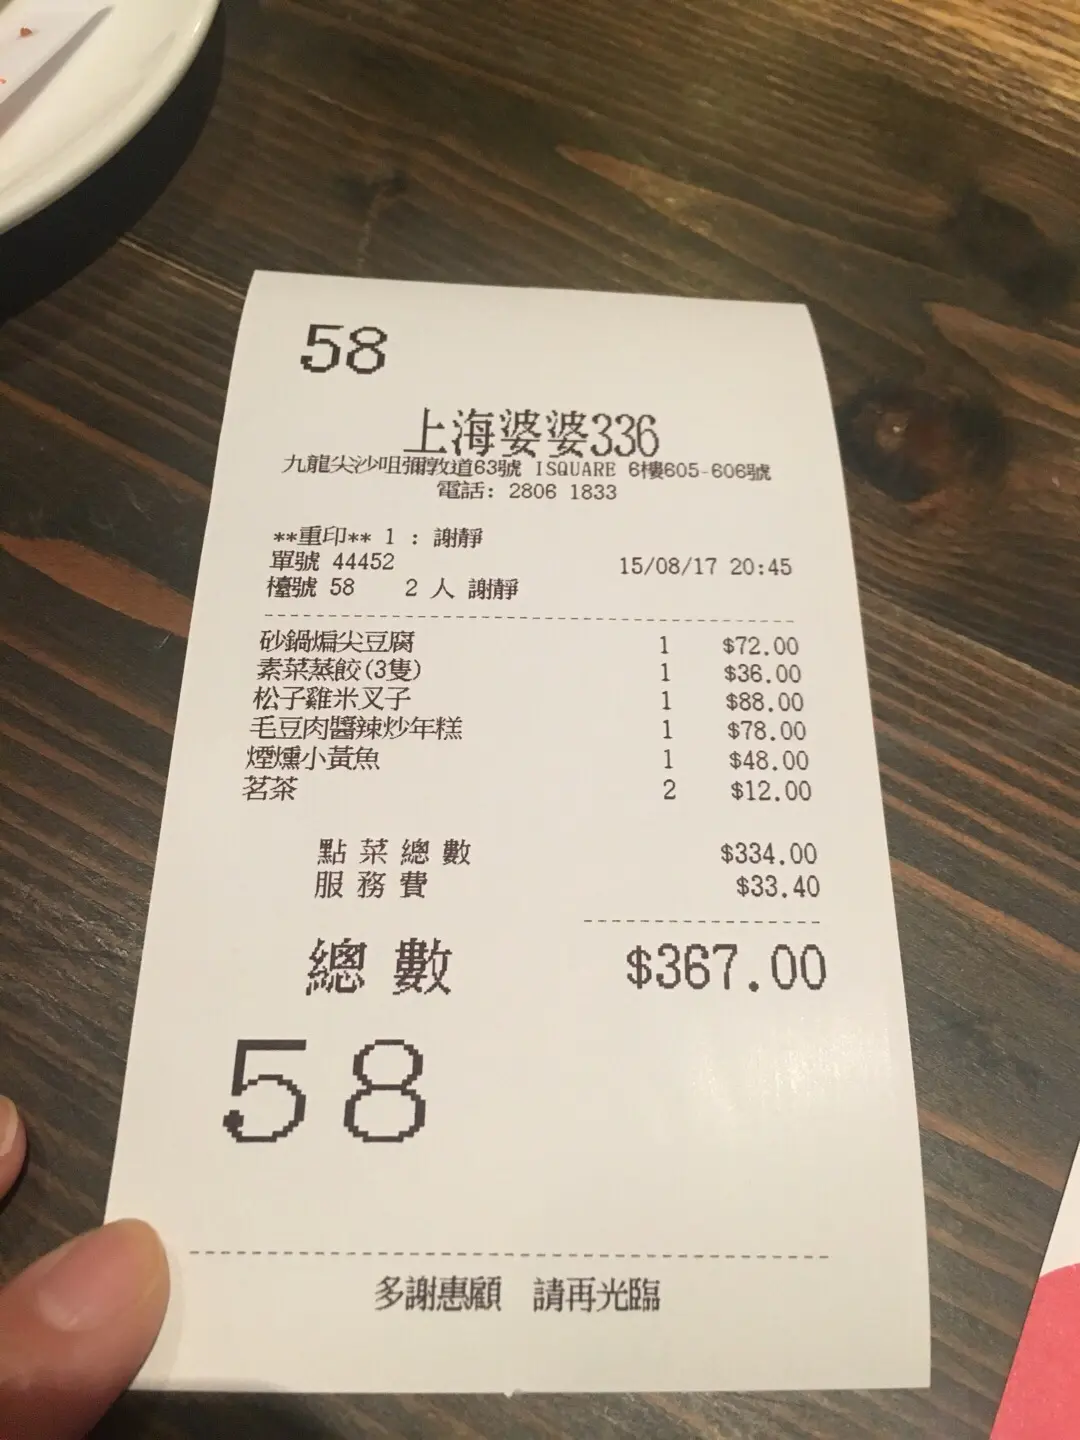 58
上海婆婆336
九龍尖沙咀彌敦道63號 ISQUARE 6樓605-606號
電話: 2806 1833
**重印** 1 : 謝靜
單號 44452 15/08/17 20:45
檯號 58 2 人 謝靜
砂鍋煸尖豆腐 1 $72.00
素菜蒸餃(3隻) 1 $36.00
松子雞米叉子 1 $88.00
毛豆肉醬辣炒年糕 1 $78.00
煙燻小黃魚 1 $48.00
茗茶 2 $12.00
點菜總數 $334.00
服務費 $33.40
總數 $367.00
58
多謝惠顧 請再光臨